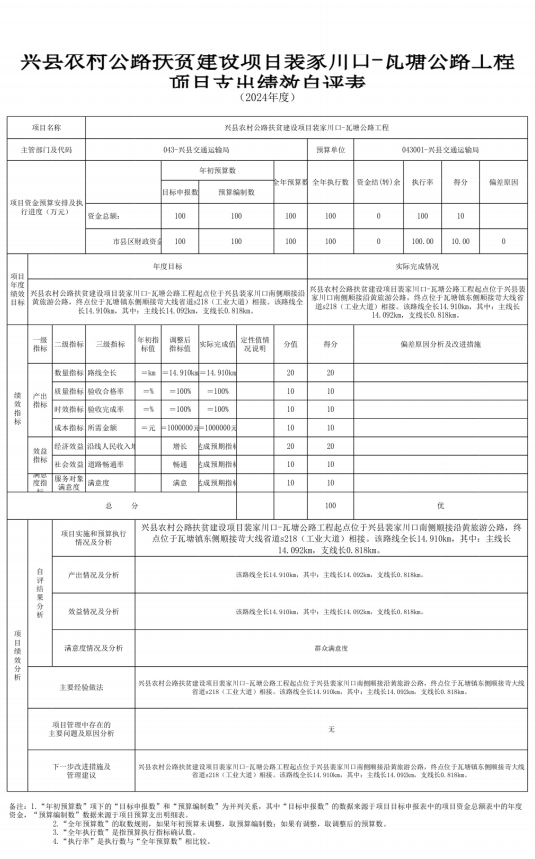 兴县农村公路扶贫建设项目裴家川口-瓦塘公路工程
项目支出绩效自评表
（2024年度）
项目名称 兴县农村公路扶贫建设项目裴家川口-瓦塘公路工程
主管部门及代码 043-兴县交通运输局 预算单位 043001-兴县交通运输局
项目资金预算安排及执行进度（万元） 年初预算数 全年预算数 全年执行数 资金结(转)余 执行率 得分 偏差原因
目标申报数 预算编制数
资金总额： 100 100 100 100 0 100 10
市县区财政资金 100 100 100 100 0 100.00 10.00 0
项目年度绩效目标 年度目标 实际完成情况
兴县农村公路扶贫建设项目裴家川口-瓦塘公路工程起点位于兴县裴家川口南侧顺接沿
黄旅游公路，终点位于瓦塘镇东侧顺接苛大线省道s218（工业大道）相接。该路线全
长14.910km，其中：主线长14.092km，支线长0.818km。
兴县农村公路扶贫建设项目裴家川口-瓦塘公路工程起点位于兴县裴
家川口南侧顺接沿黄旅游公路，终点位于瓦塘镇东侧顺接苛大线省
道s218（工业大道）相接。该路线全长14.910km，其中：主线长
14.092km，支线长0.818km。
绩效指标 一级指标 二级指标 三级指标 年初指标值 调整后指标值 实际完成值 定性值情况说明 分值 得分 偏差原因分析及改进措施
产出指标 数量指标 路线全长 ＝km ＝14.910km ＝14.910km 20 20
质量指标 验收合格率 ＝% ＝100% ＝100% 10 10
时效指标 验收完成率 ＝% ＝100% ＝100% 10 10
成本指标 所需金额 ＝元 ＝1000000元 ＝1000000元 10 10
效益指标 经济效益 沿线人民收入增 增长 达成预期指标 20 20
社会效益 道路畅通率 畅通 达成预期指标 10 10
满意度指标 服务对象满意度 满意度 满意 达成预期指标 10 10
总 分 100 优
项目绩效分析 自评结果分析 项目实施和预算执行情况及分析
兴县农村公路扶贫建设项目裴家川口-瓦塘公路工程起点位于兴县裴家川口南侧顺接沿黄旅游公路，终
点位于瓦塘镇东侧顺接苛大线省道s218（工业大道）相接。该路线全长14.910km，其中：主线长
14.092km，支线长0.818km。
产出情况及分析 该路线全长14.910km，其中：主线长14.092km，支线长0.818km。
效益情况及分析 该路线全长14.910km，其中：主线长14.092km，支线长0.818km。
满意度情况及分析 群众满意度
主要经验做法
兴县农村公路扶贫建设项目裴家川口-瓦塘公路工程起点位于兴县裴家川口南侧顺接沿黄旅游公路，终点位于瓦塘镇东侧顺接苛大线
省道s218（工业大道）相接。该路线全长14.910km，其中：主线长14.092km，支线长0.818km。
项目管理中存在的主要问题及原因分析 无
下一步改进措施及管理建议
兴县农村公路扶贫建设项目裴家川口-瓦塘公路工程起点位于兴县裴家川口南侧顺接沿黄旅游公路，终点位于瓦塘镇东侧顺接苛大线
省道s218（工业大道）相接。该路线全长14.910km，其中：主线长14.092km，支线长0.818km。
备注：1.“年初预算数”项下的“目标申报数”和“预算编制数”为并列关系，其中“目标申报数”的数据来源于项目目标申报表中的项目资金总额表中的年度
资金，“预算编制数”数据来源于项目预算支出明细表。
2.“全年预算数”的取数规则，如果年初预算未调整，取预算编制数；如果有调整，取调整后的预算数。
3.“全年执行数”是指预算执行指标确认数。
4.“执行率”是执行数与“全年预算数”相比较。